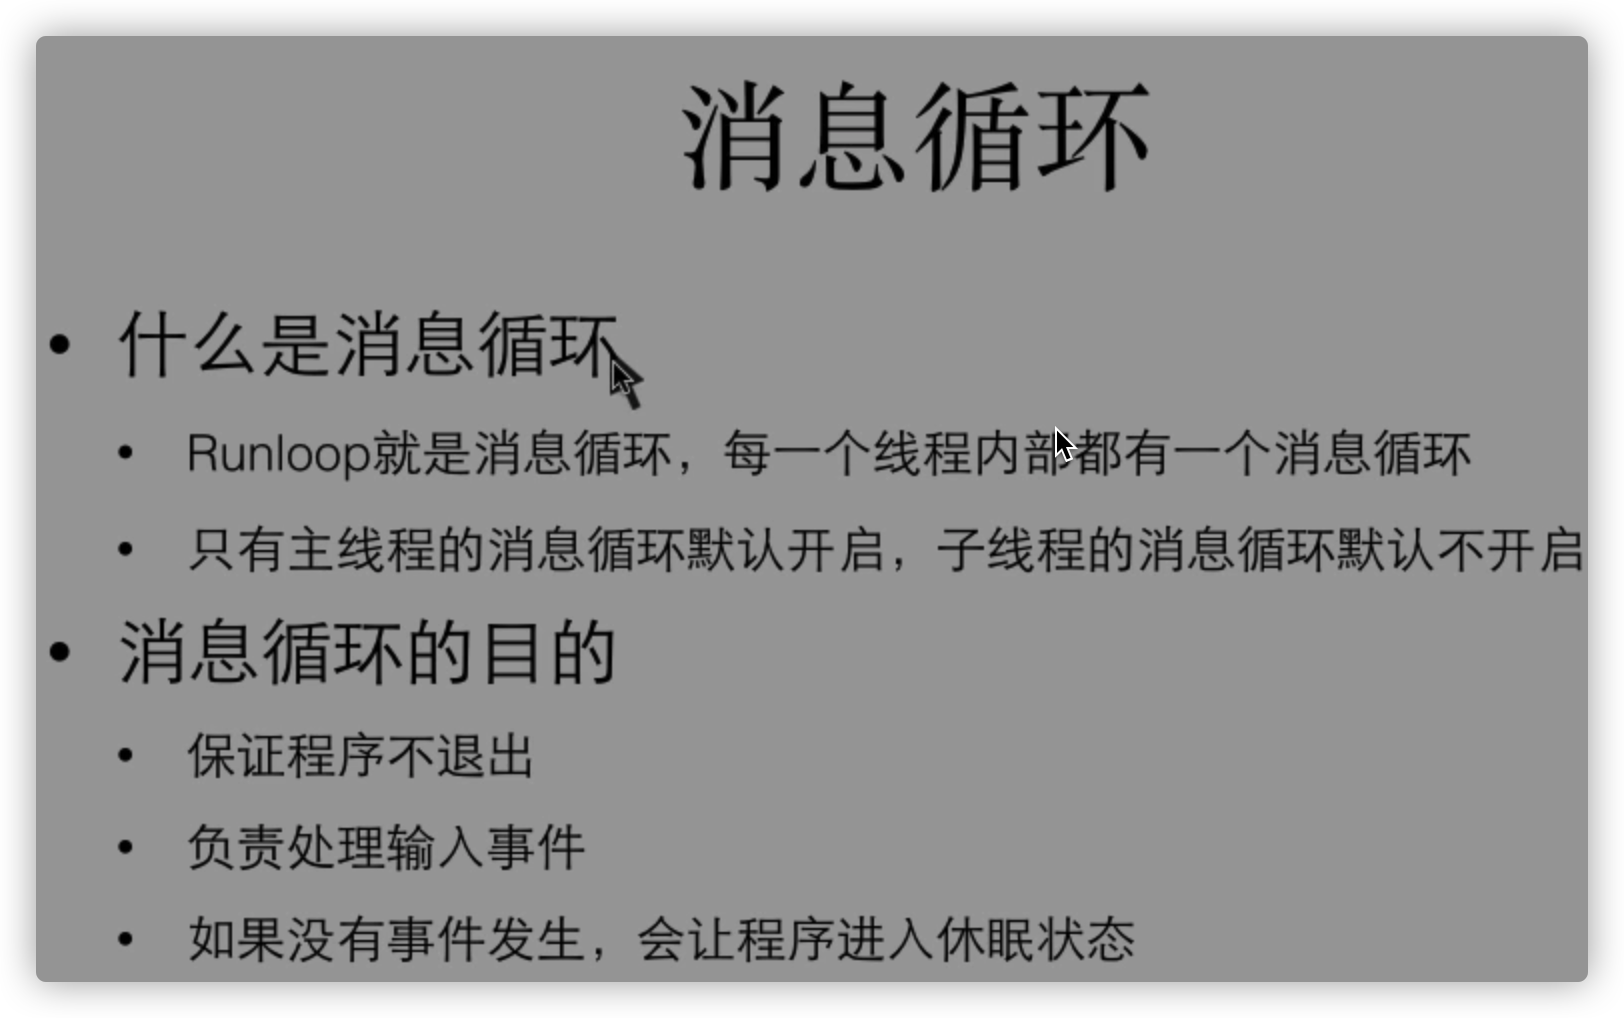 消息循环
• 什么是消息循环
• Runloop就是消息循环，每一个线程内部都有一个消息循环
• 只有主线程的消息循环默认开启，子线程的消息循环默认不开启
• 消息循环的目的
• 保证程序不退出
• 负责处理输入事件
• 如果没有事件发生，会让程序进入休眠状态